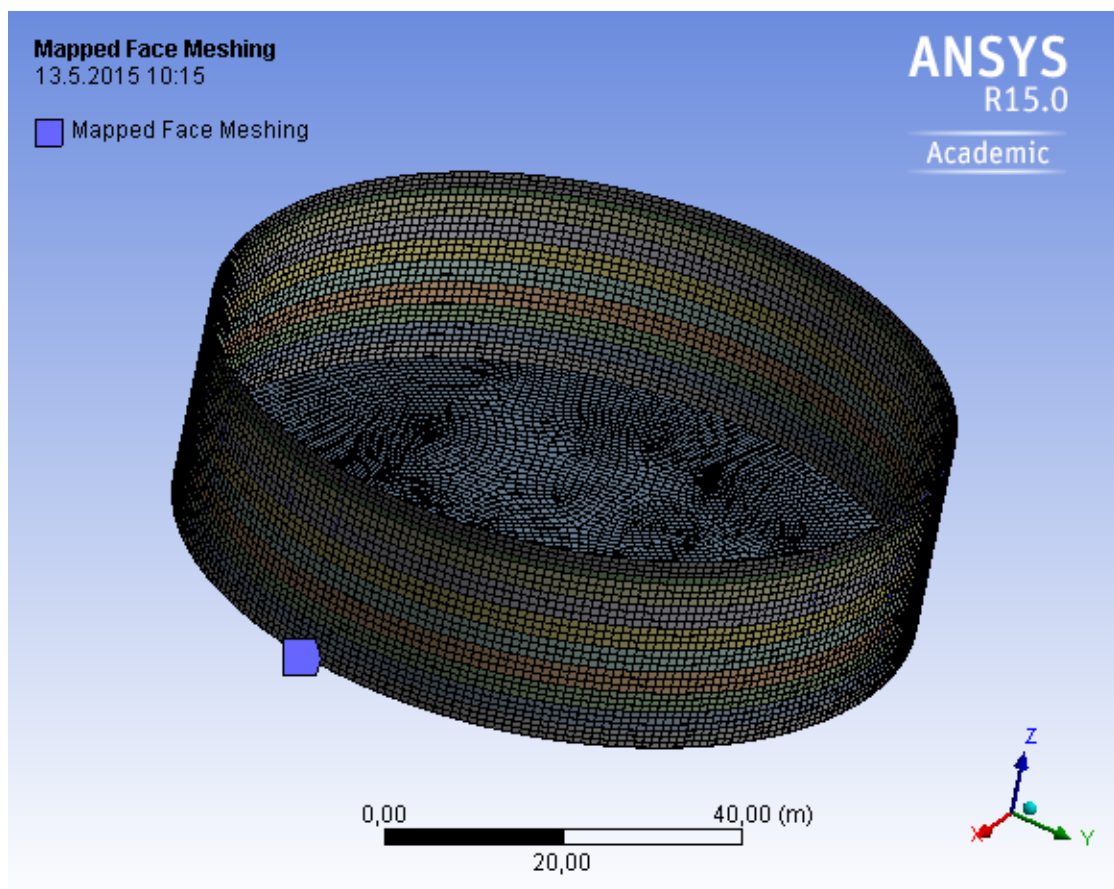 Mapped Face Meshing
13.5.2015 10:15
Mapped Face Meshing
ANSYS
R15.0
Academic
0,00
40,00 (m)
20,00
Z
X
Y